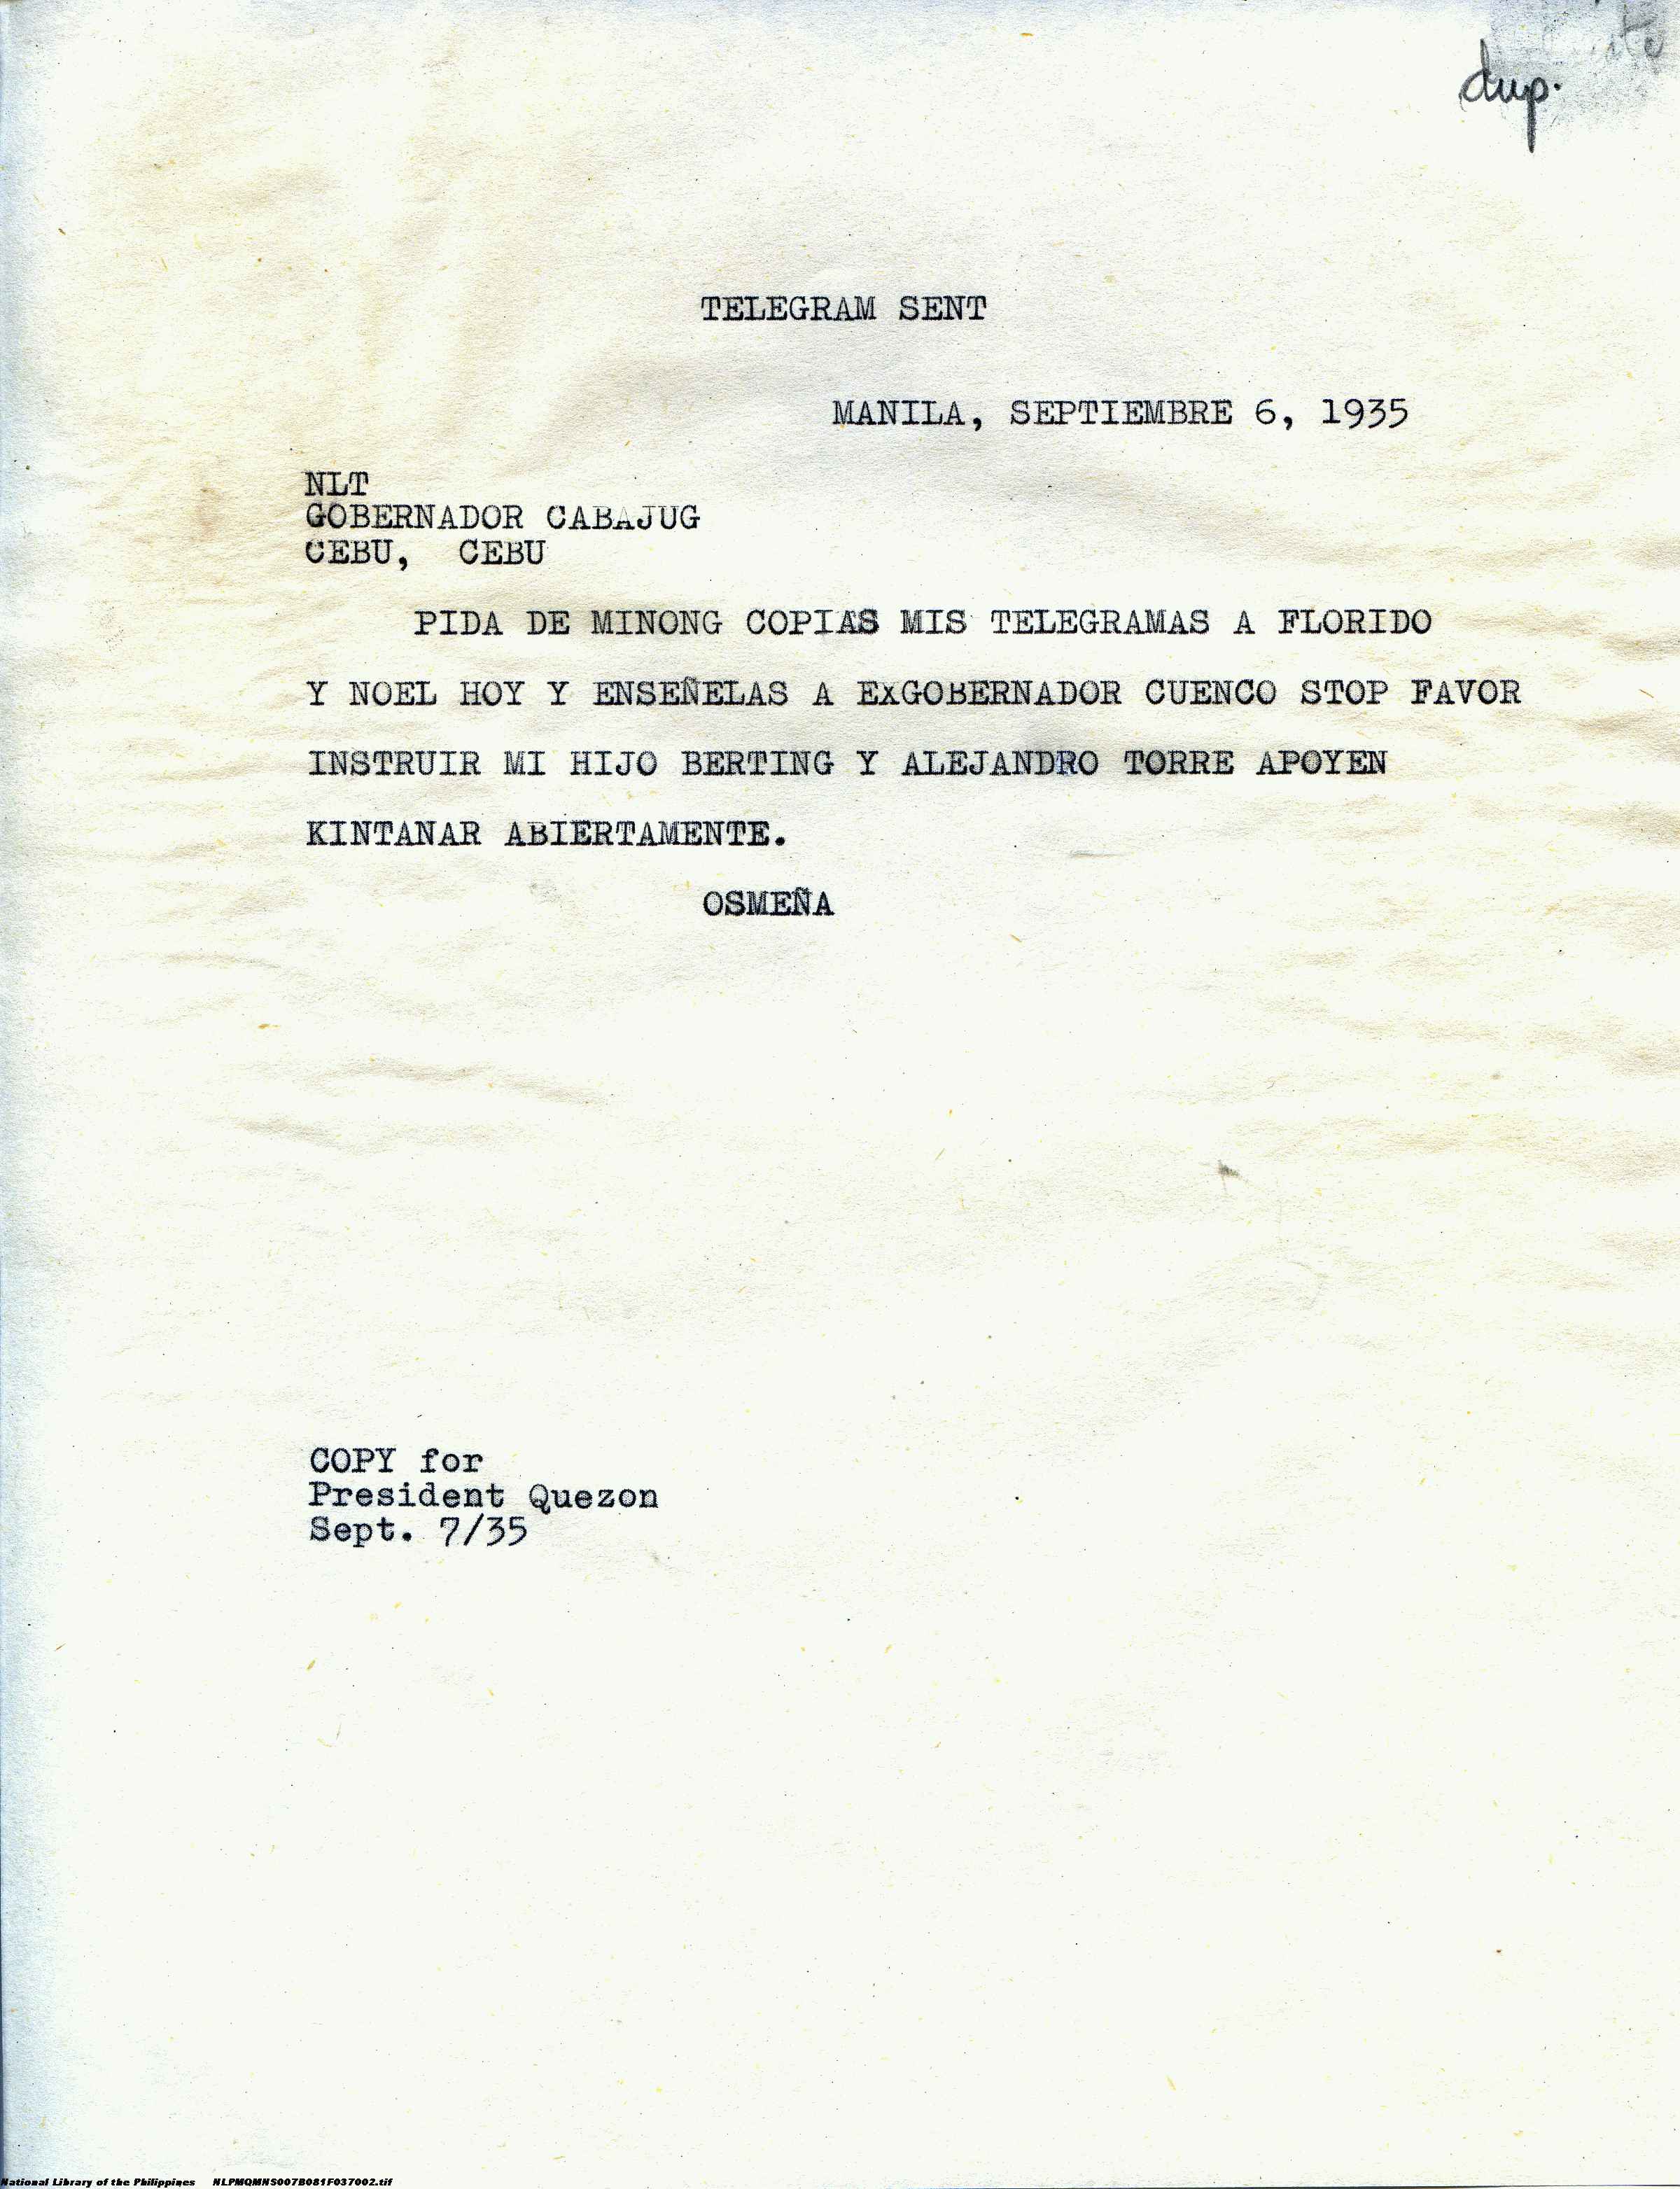 dup.
TELEGRAM SENT
MANILA, SEPTIEMBRE 6, 1935
NLT
GOBERNADOR CABAJUG
CEBU, CEBU
PIDA DE MINONG COPIAS MIS TELEGRAMAS A FLORIDO
Y NOEL HOY Y ENSEÑELAS A EXGOBERNADOR CUENCO STOP FAVOR
INSTRUIR MI HIJO BERTING Y ALEJANDRO TORRE APOYEN
KINTANAR ABIERTAMENTE.
OSMEÑA
COPY for
President Quezon
Sept. 7/35
National Library of the Philippines NLPMQMNS007B081F037002.tif